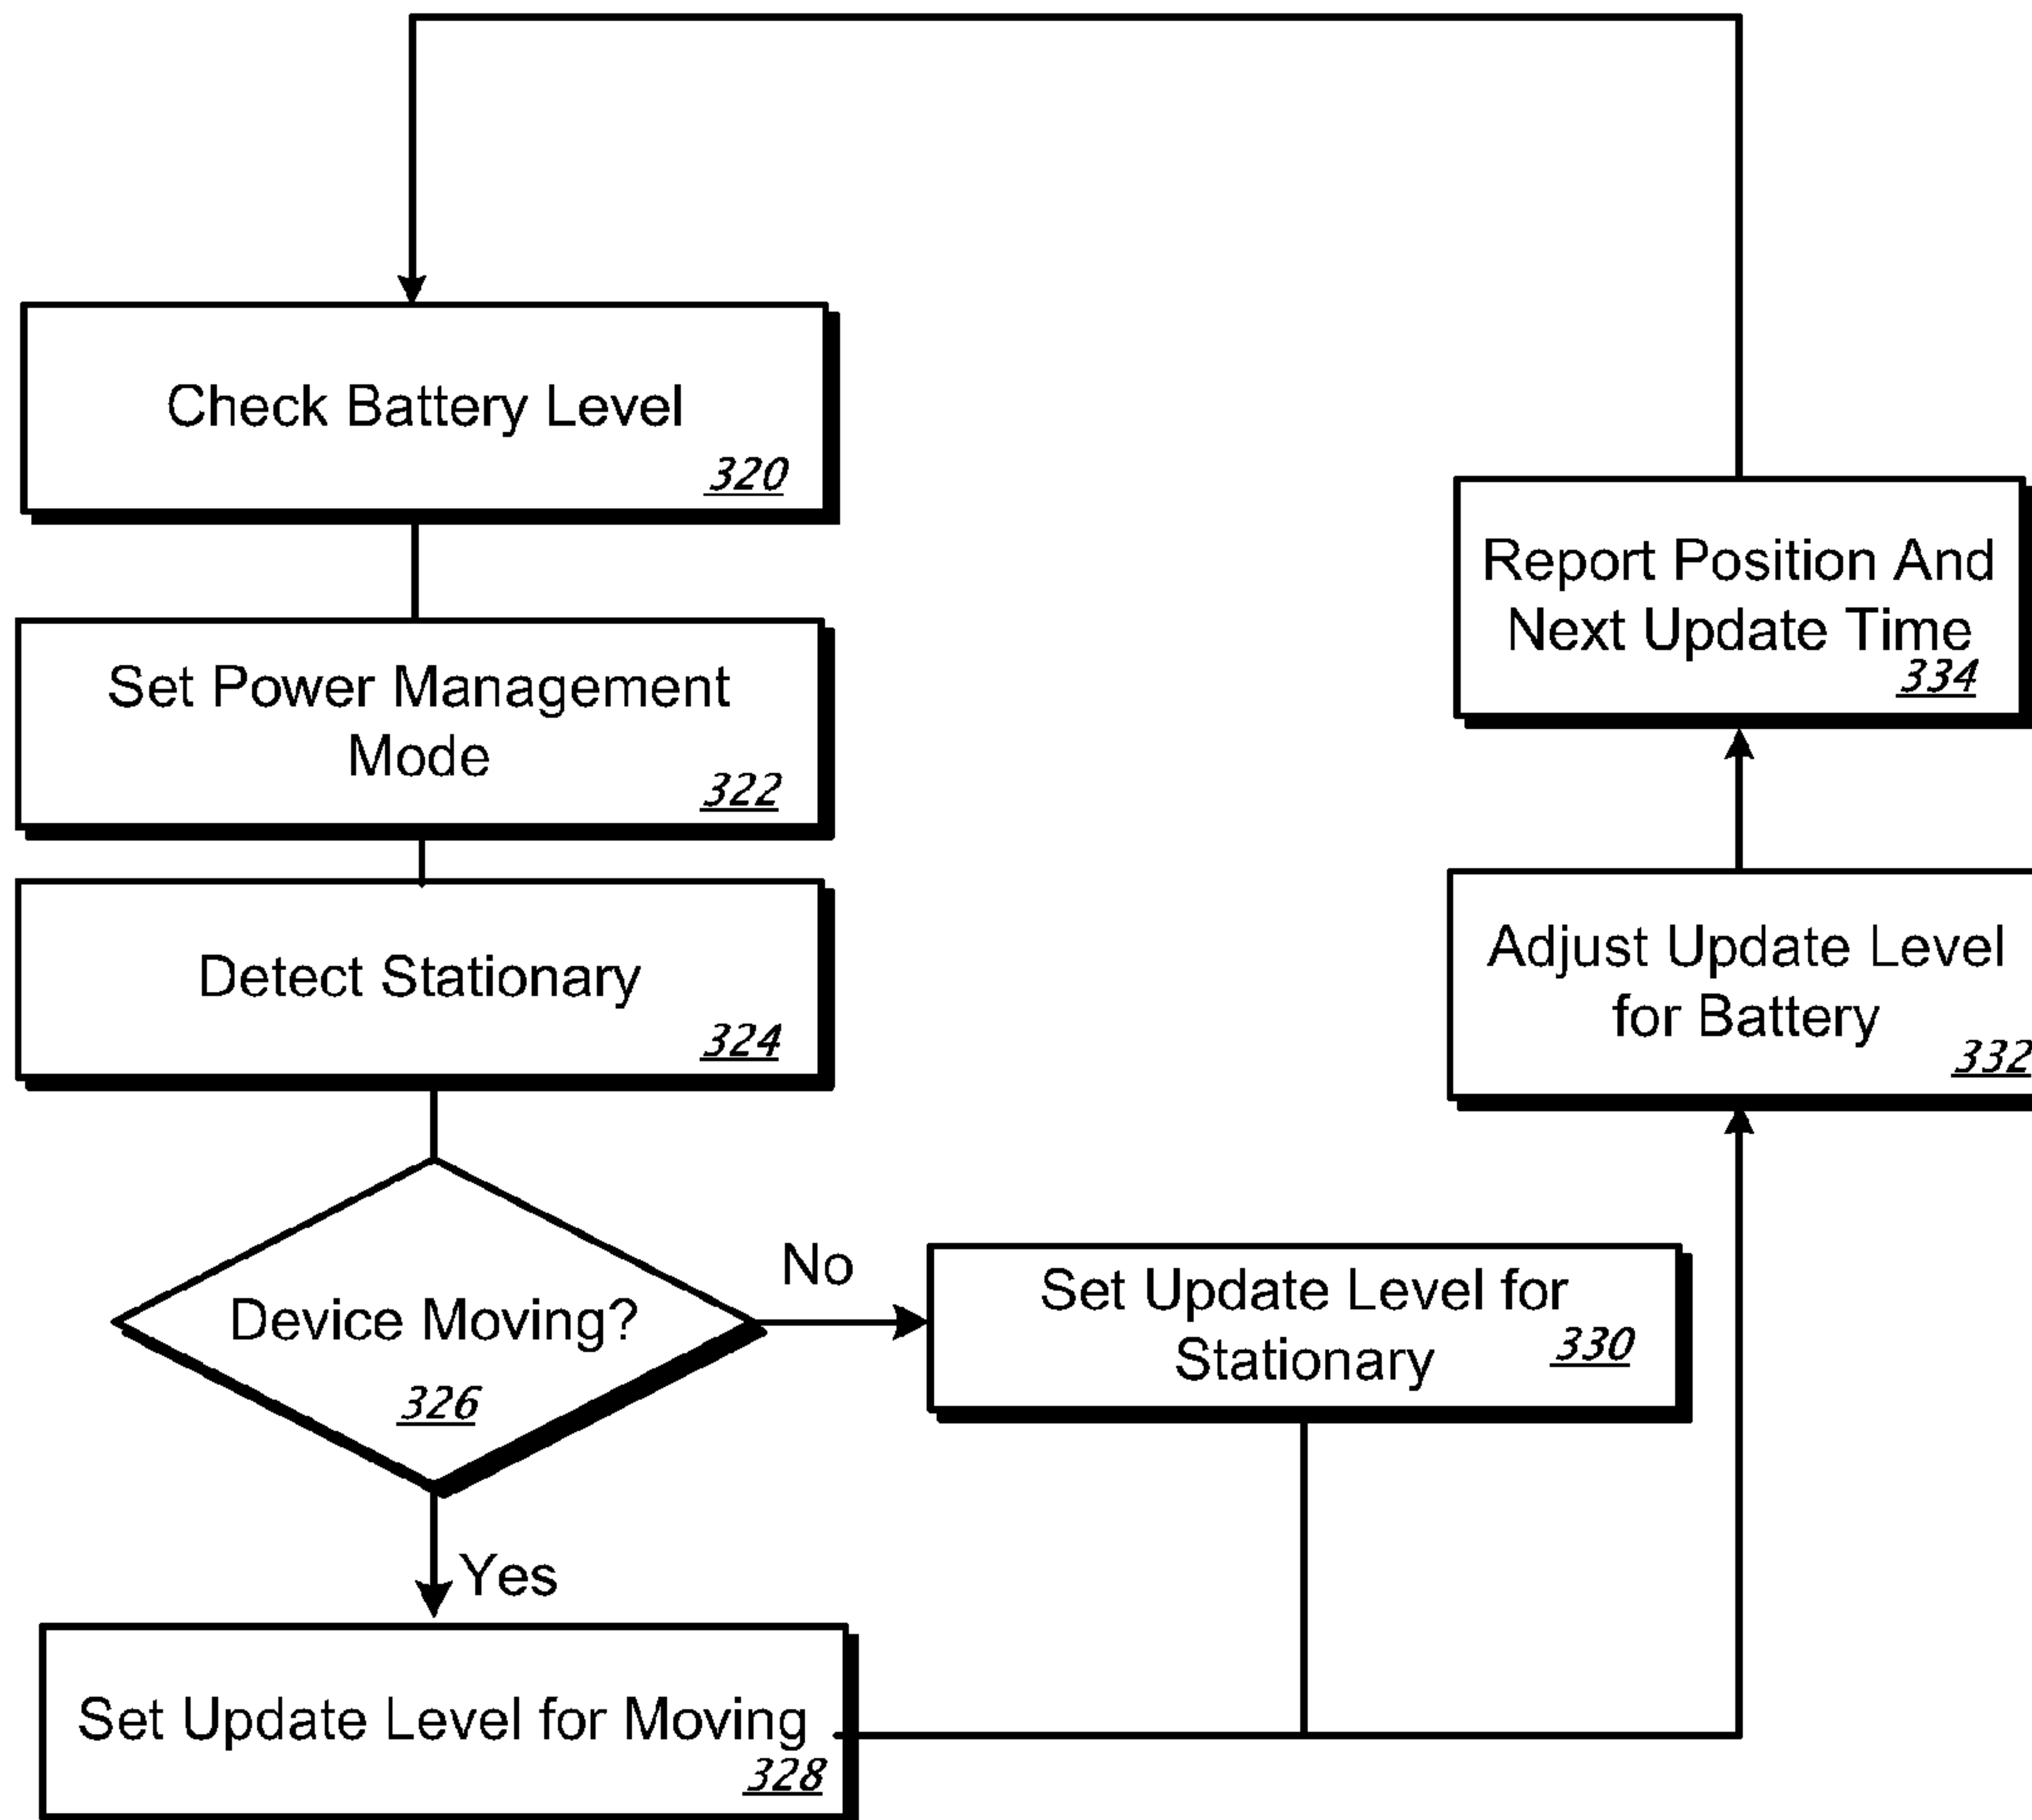 Check Battery Level
320
Set Power Management
Mode
322
Detect Stationary
324
Device Moving?
326
No
Yes
Set Update Level for Moving
328
Set Update Level for
Stationary
330
Adjust Update Level
for Battery
332
Report Position And
Next Update Time
334